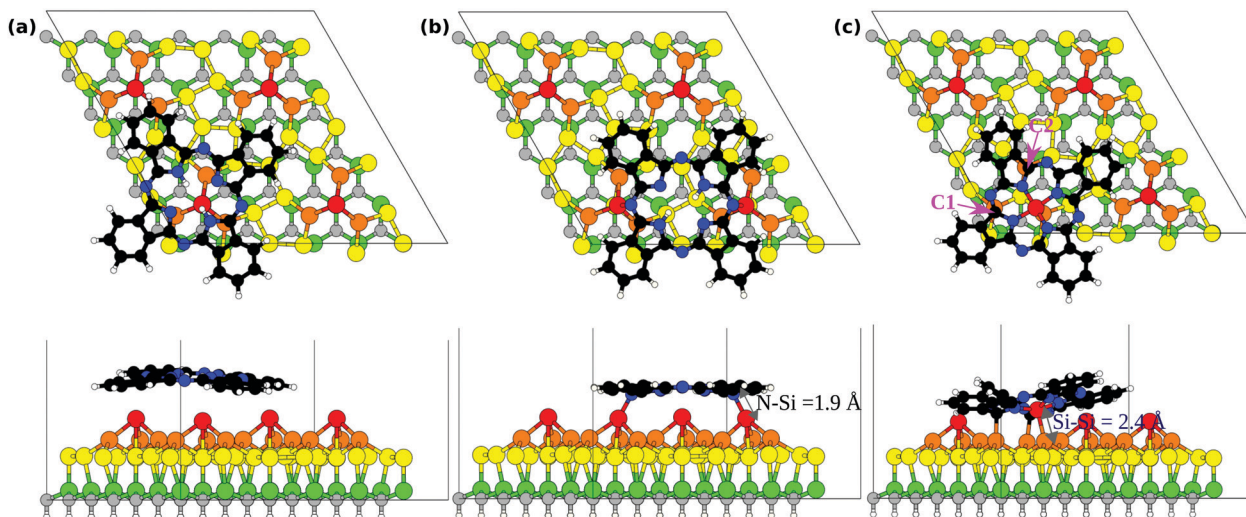 (a)
(b)
(c)
C2
C1
N-Si =1.9 Å
Si-Si = 2.4 Å